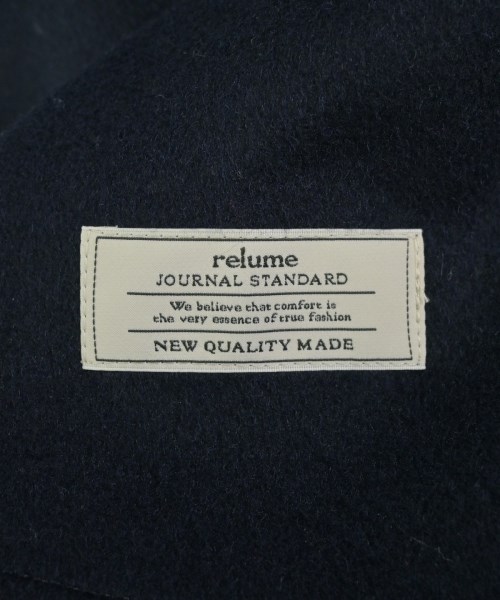 relume
JOURNAL STANDARD
We believe that comfort is
the very essence of true fashion
NEW QUALITY MADE